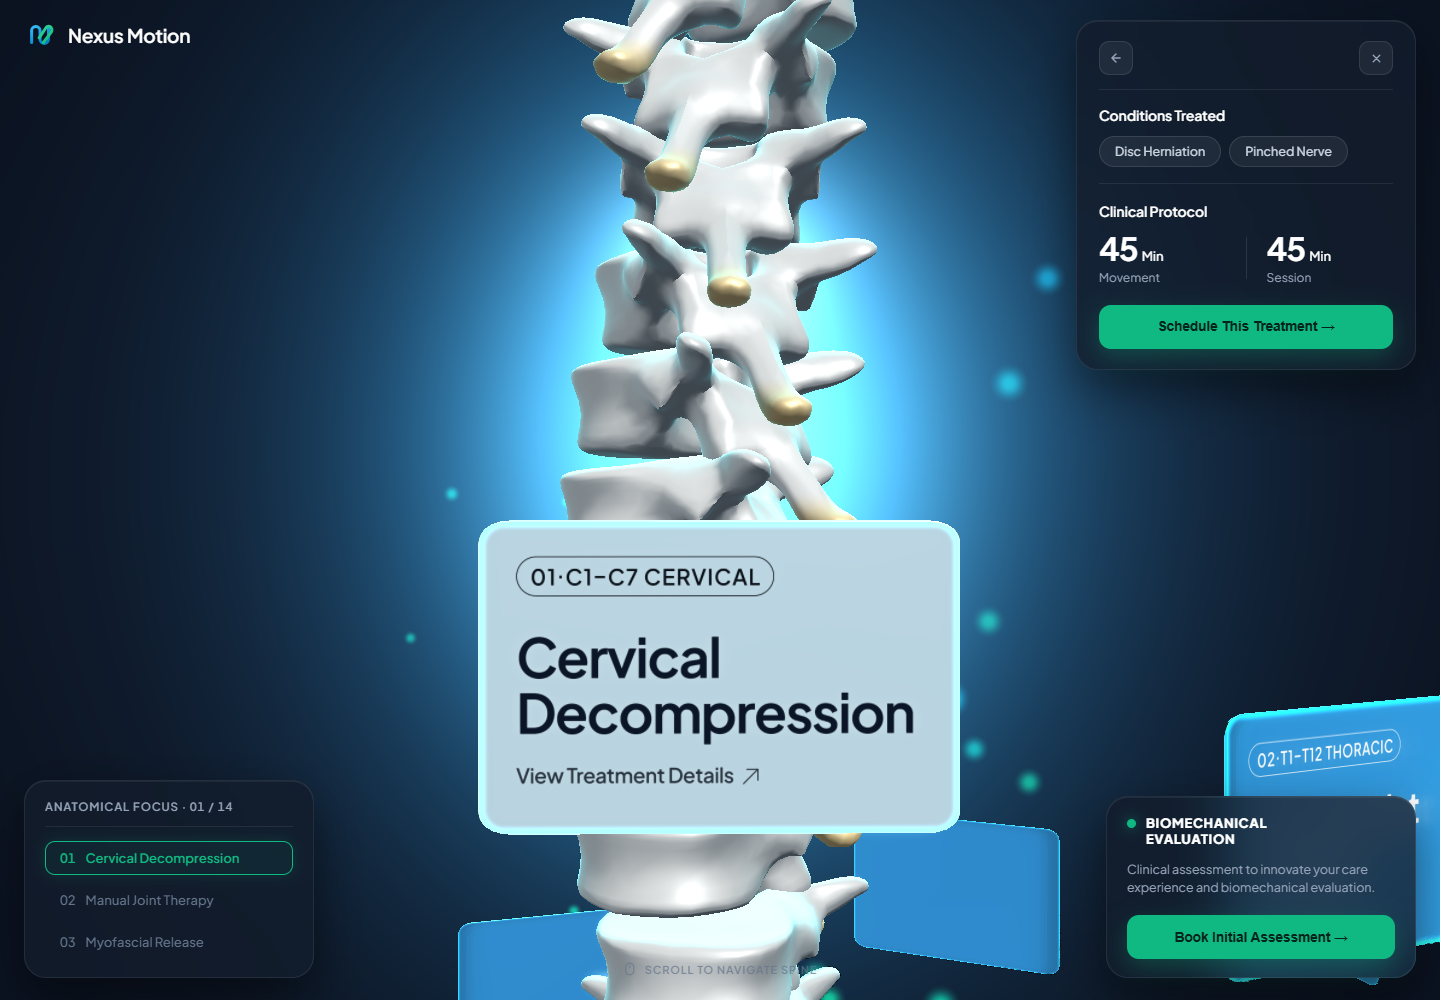 Nexus Motion
Conditions Treated
Disc Herniation
Pinched Nerve
Clinical Protocol
45 Min
Movement
45 Min
Session
Schedule This Treatment →
01·C1–C7 CERVICAL
Cervical
Decompression
View Treatment Details ↗
02·T1–T12 THORACIC
ANATOMICAL FOCUS · 01 / 14
01 Cervical Decompression
02 Manual Joint Therapy
03 Myofascial Release
SCROLL TO NAVIGATE SPINE
BIOMECHANICAL
EVALUATION
Clinical assessment to innovate your care
experience and biomechanical evaluation.
Book Initial Assessment →